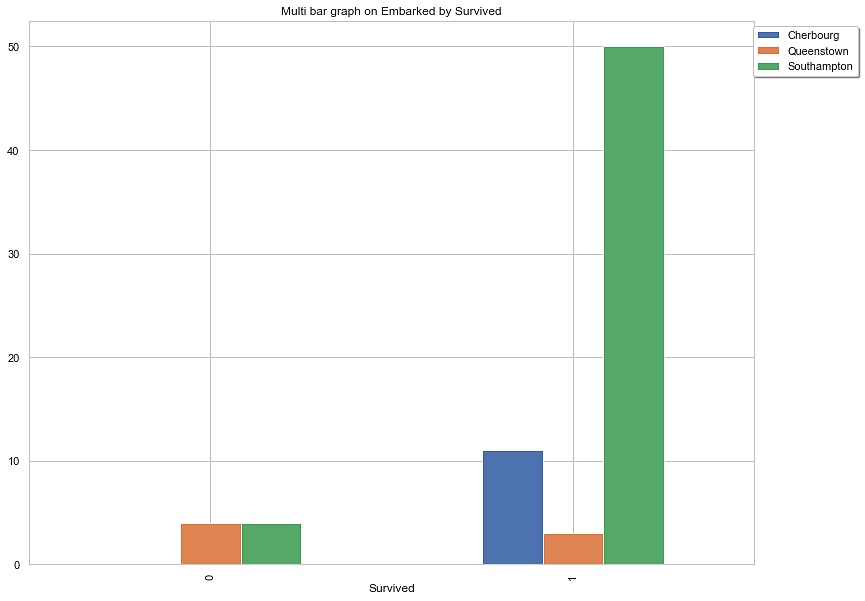 Multi bar graph on Embarked by Survived
Cherbourg
Queenstown
Southampton
50
40
30
20
10
0
0
1
Survived